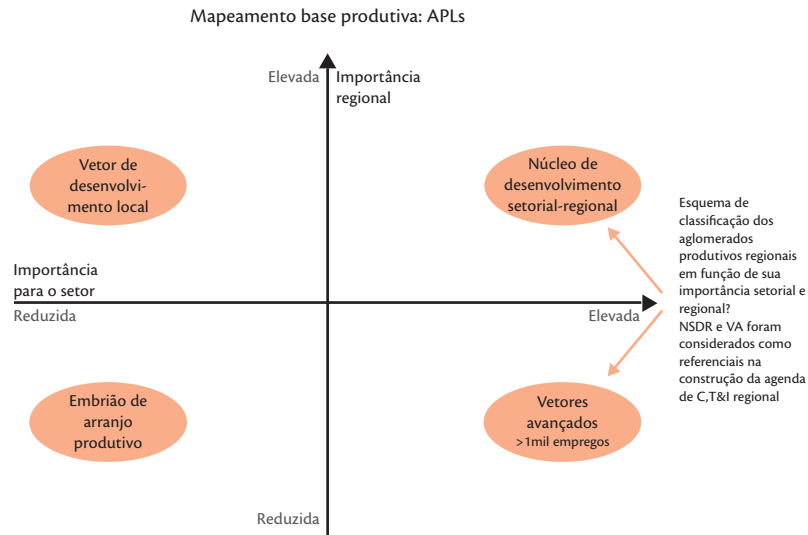 Mapeamento base produtiva: APLs
Elevada
Importância
regional
Vetor de
desenvolvi-
mento local
Núcleo de
desenvolvimento
setorial-regional
Importância
para o setor
Reduzida
Elevada
Esquema de
classificação dos
aglomerados
produtivos regionais
em função de sua
importância setorial e
regional?
NSDR e VA foram
considerados como
referenciais na
construção da agenda
de C,T&I regional
Embrião de
arranjo
produtivo
Vetores
avançados
>1mil empregos
Reduzida